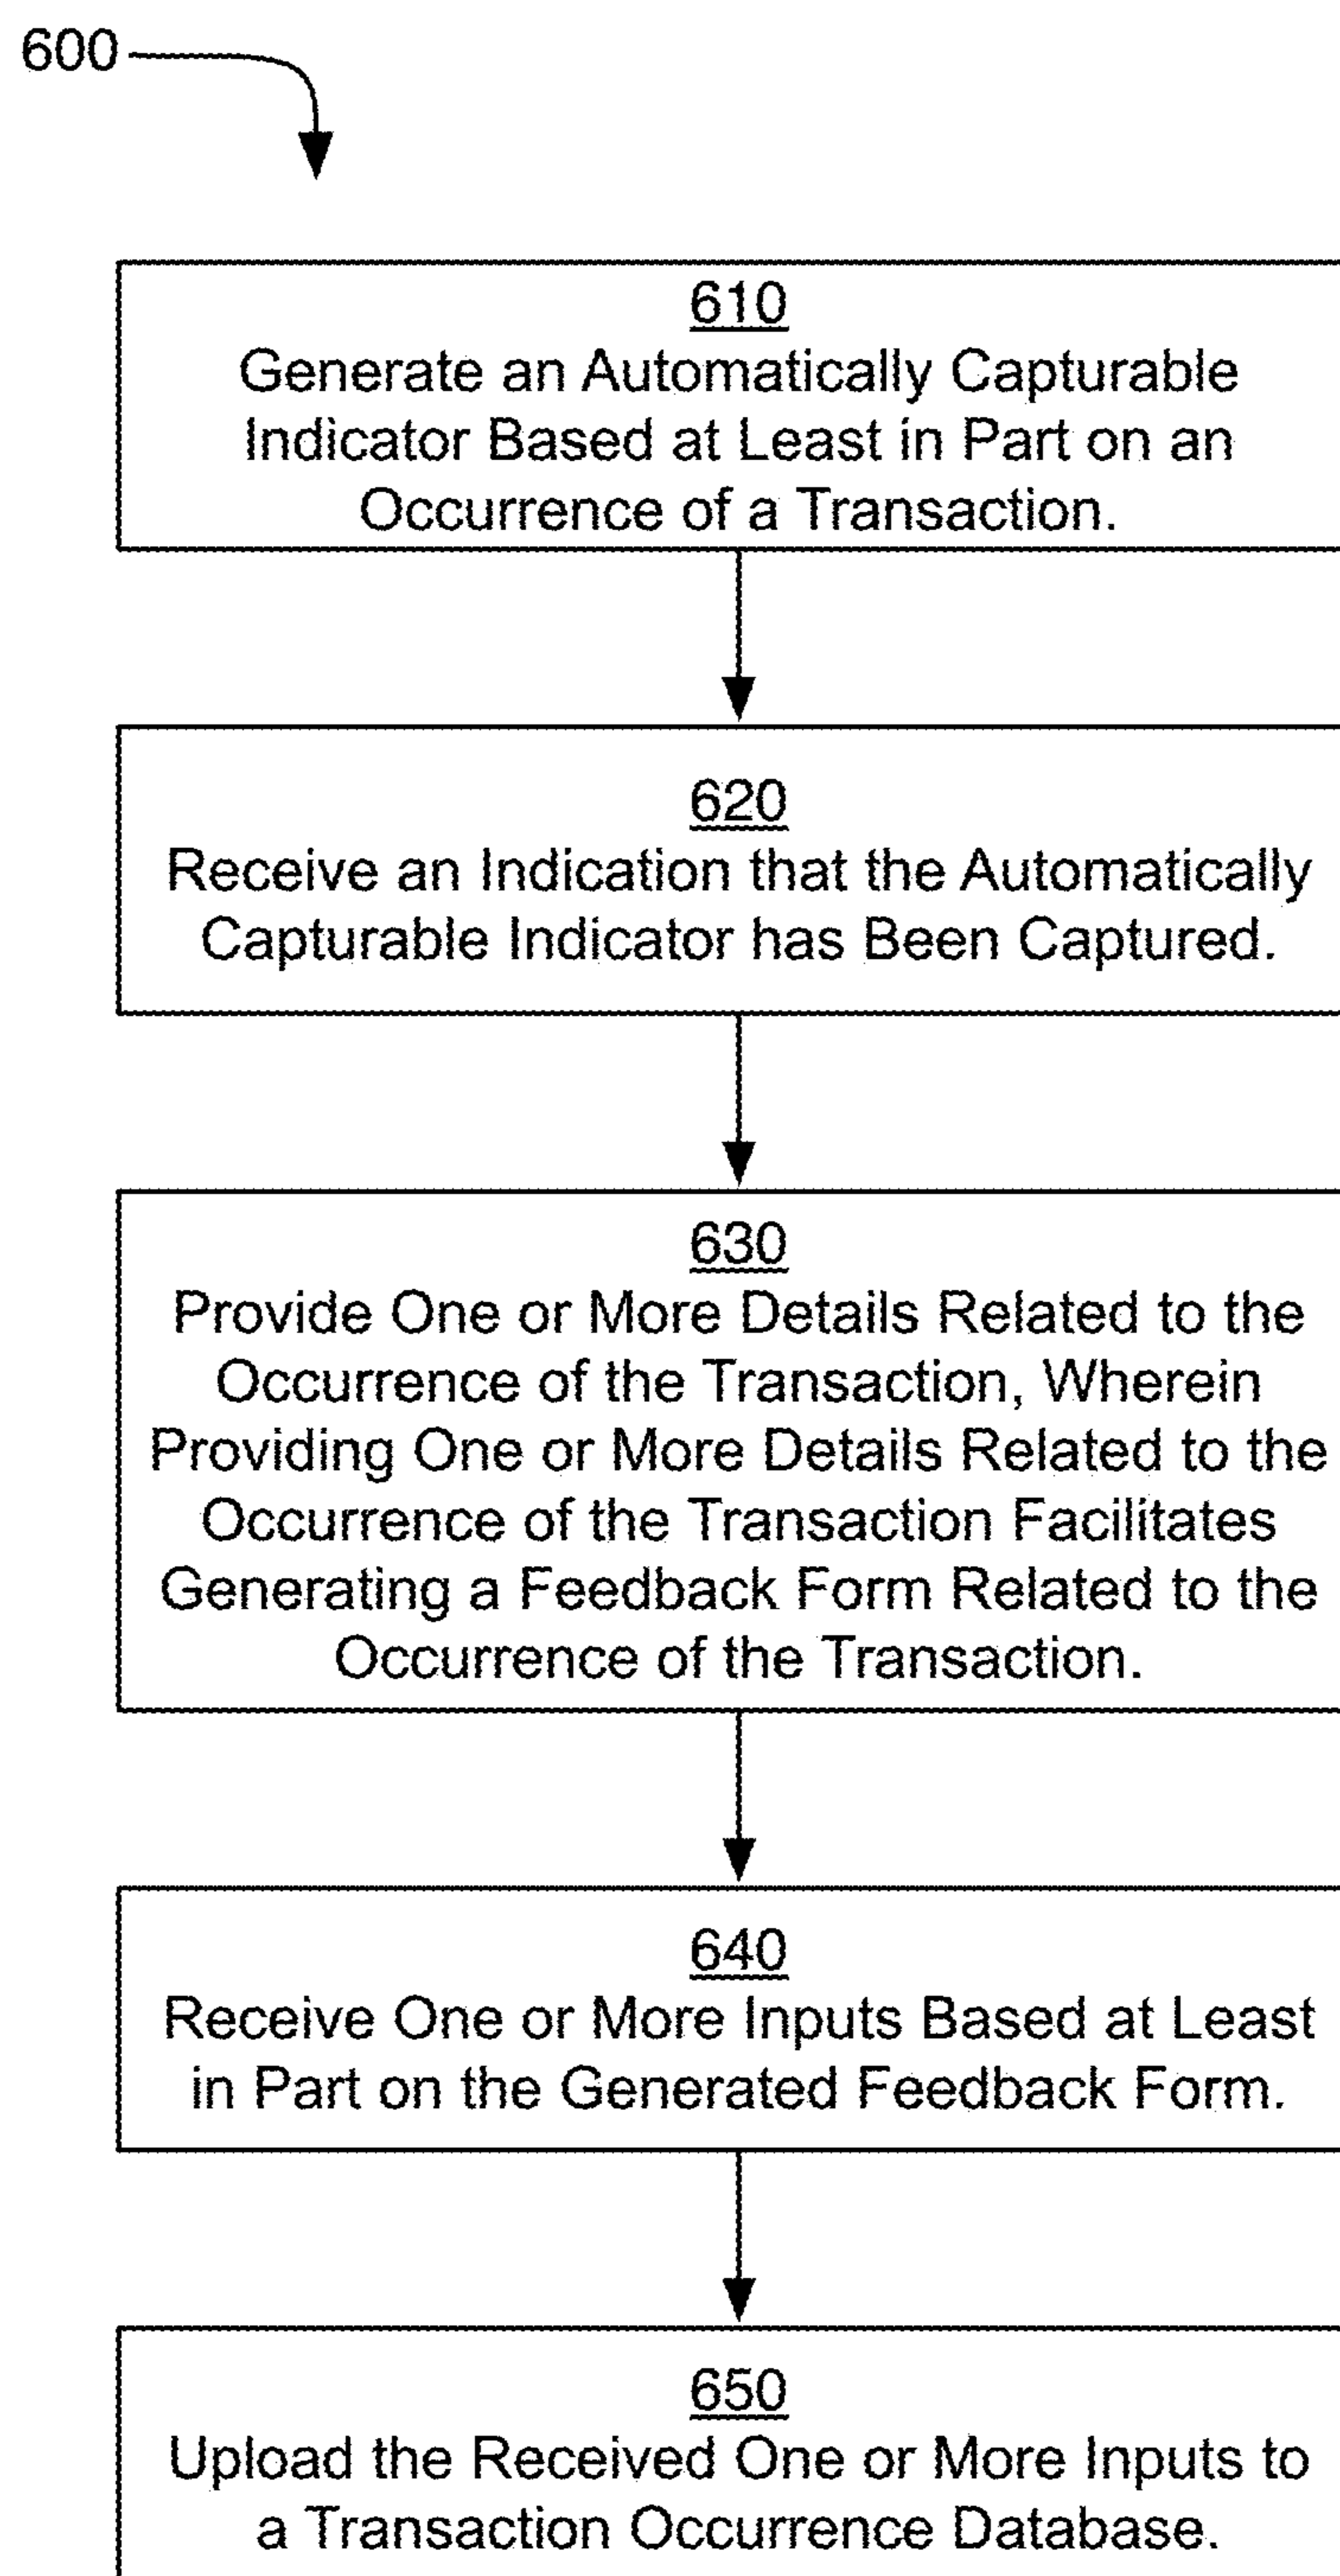 600
610
Generate an Automatically Capturable
Indicator Based at Least in Part on an
Occurrence of a Transaction.
620
Receive an Indication that the Automatically
Capturable Indicator has Been Captured.
630
Provide One or More Details Related to the
Occurrence of the Transaction, Wherein
Providing One or More Details Related to the
Occurrence of the Transaction Facilitates
Generating a Feedback Form Related to the
Occurrence of the Transaction.
640
Receive One or More Inputs Based at Least
in Part on the Generated Feedback Form.
650
Upload the Received One or More Inputs to
a Transaction Occurrence Database.